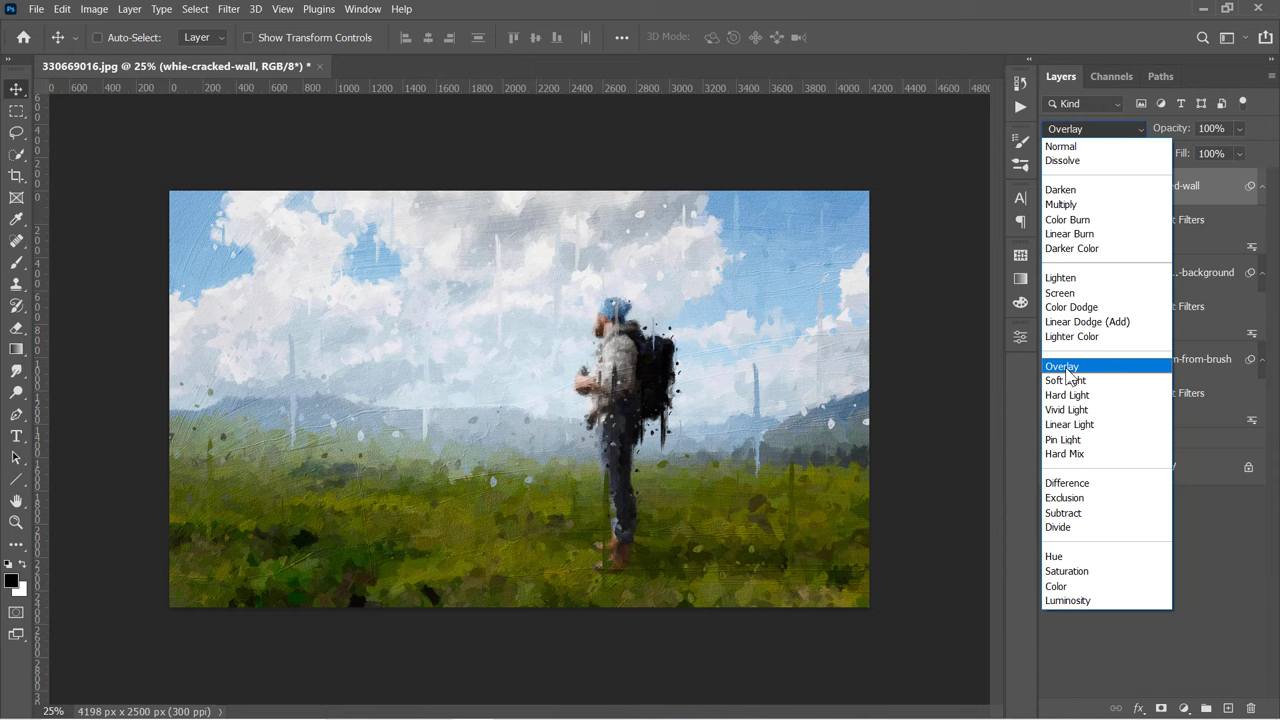 Ps File Edit Image Layer Type Select Filter 3D View Plugins Window Help
Auto-Select: Layer Show Transform Controls 3D Mode:
330669016.jpg @ 25% (whie-cracked-wall, RGB/8*) * ×
Layers Channels Paths
0 600 400 200 0 200 400 600 800 1000 1200 1400 1600 1800 2000 2200 2400 2600 2800 3000 3200 3400 3600 3800 4000 4200 4400 4600 4800
Kind
Overlay Opacity: 100%
Normal
Fill: 100%
Dissolve
Darken
d-wall
Multiply
Color Burn
t Filters
Linear Burn
Darker Color
...-background
Lighten
Screen
Color Dodge
t Filters
Linear Dodge (Add)
Lighter Color
n-from-brush
Overlay
Soft Light
Hard Light
t Filters
Vivid Light
Linear Light
Pin Light
Hard Mix
Difference
Exclusion
Subtract
Divide
Hue
Saturation
Color
Luminosity
25% 4198 px x 2500 px (300 ppi)